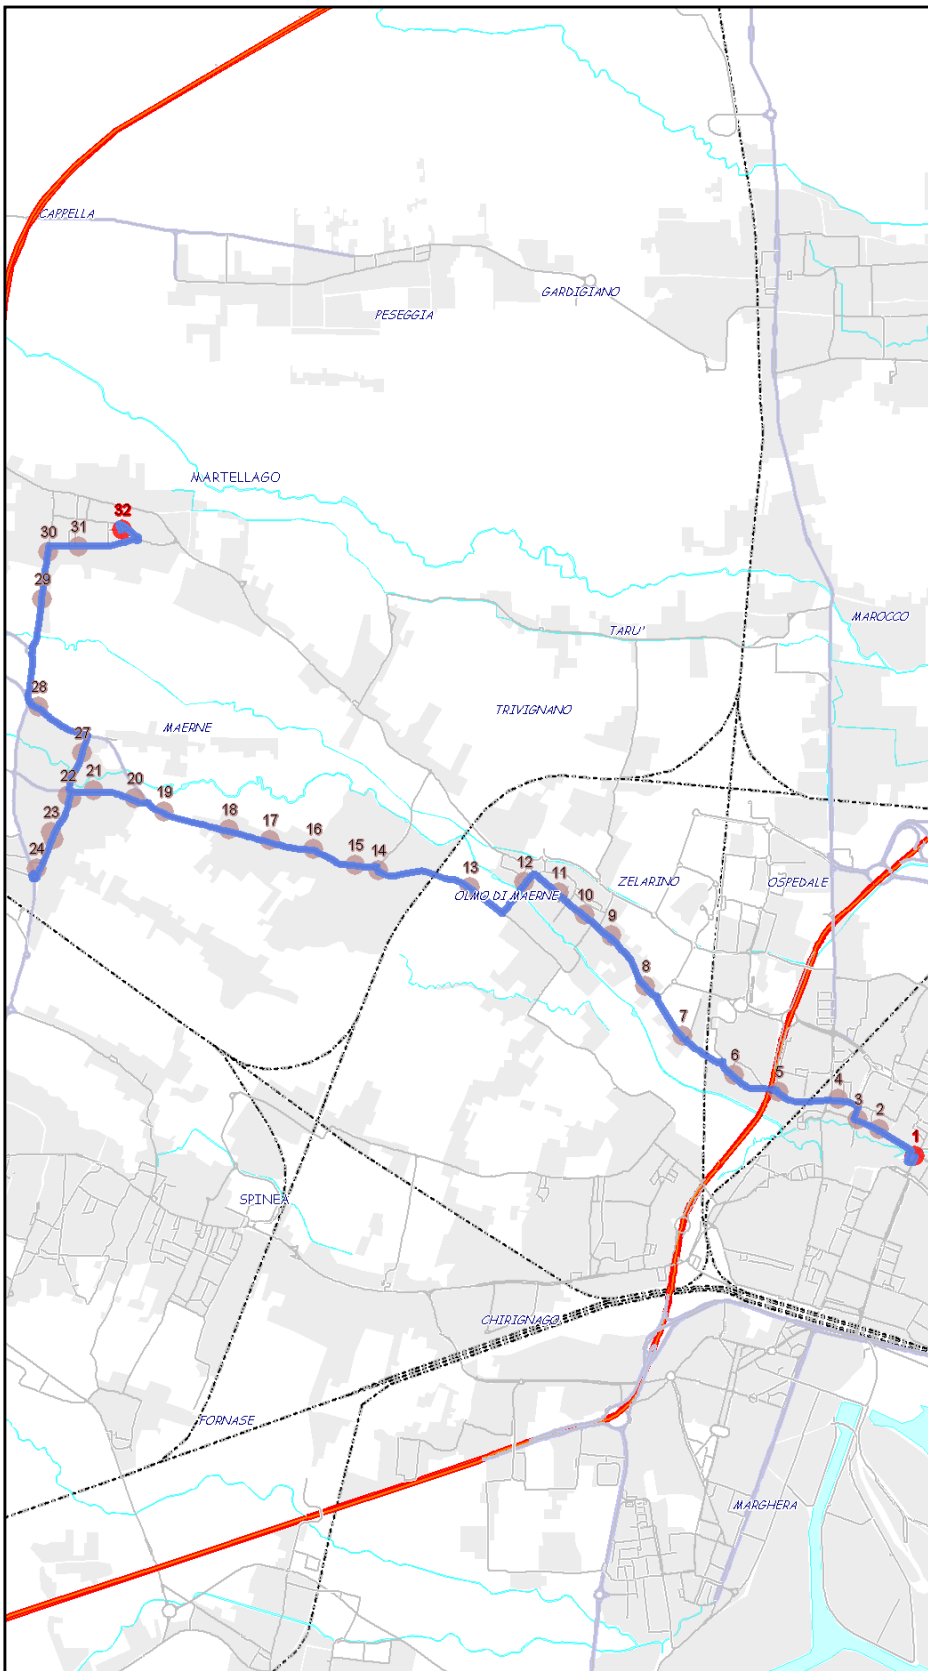 CAPPELLA
GARDIGIANO
PESEGGIA
MARTELLAGO
32
30
31
29
MAROCCO
TARU'
28
TRIVIGNANO
MAERNE
27
22
21
20
19
18
17
16
15
14
23
24
13
12
11
10
9
OLMO DI MAERNE
ZELARINO
OSPEDALE
8
7
6
5
4
3
2
1
SPINEA
CHIRIGNAGO
FORNASE
MARGHERA